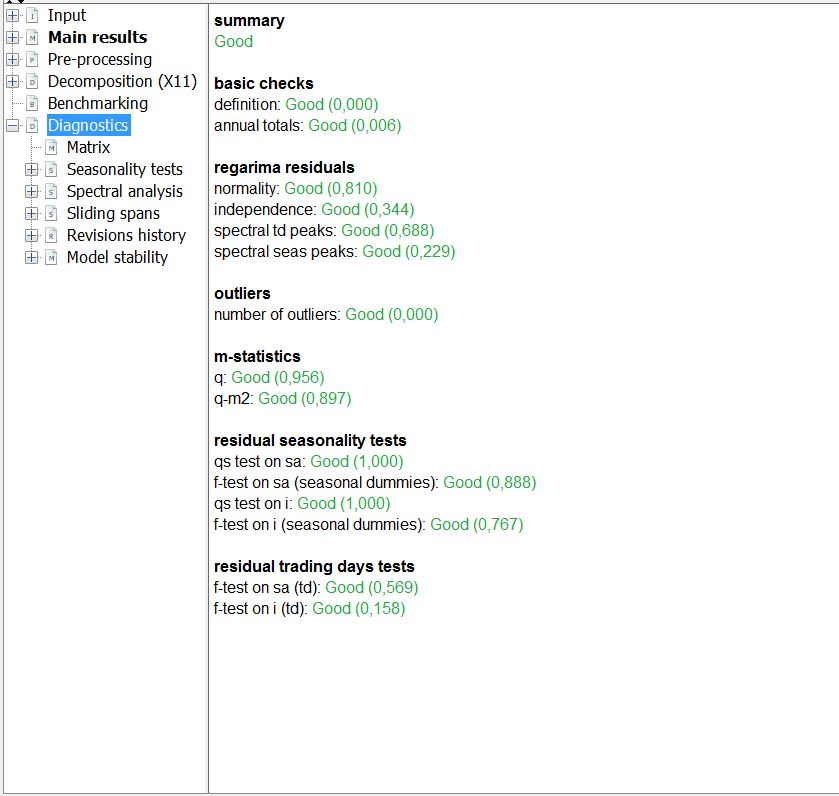 Input
Main results
Pre-processing
Decomposition (X11)
Benchmarking
Diagnostics
Matrix
Seasonality tests
Spectral analysis
Sliding spans
Revisions history
Model stability
summary
Good
basic checks
definition: Good (0,000)
annual totals: Good (0,006)
regarima residuals
normality: Good (0,810)
independence: Good (0,344)
spectral td peaks: Good (0,688)
spectral seas peaks: Good (0,229)
outliers
number of outliers: Good (0,000)
m-statistics
q: Good (0,956)
q-m2: Good (0,897)
residual seasonality tests
qs test on sa: Good (1,000)
f-test on sa (seasonal dummies): Good (0,888)
qs test on i: Good (1,000)
f-test on i (seasonal dummies): Good (0,767)
residual trading days tests
f-test on sa (td): Good (0,569)
f-test on i (td): Good (0,158)